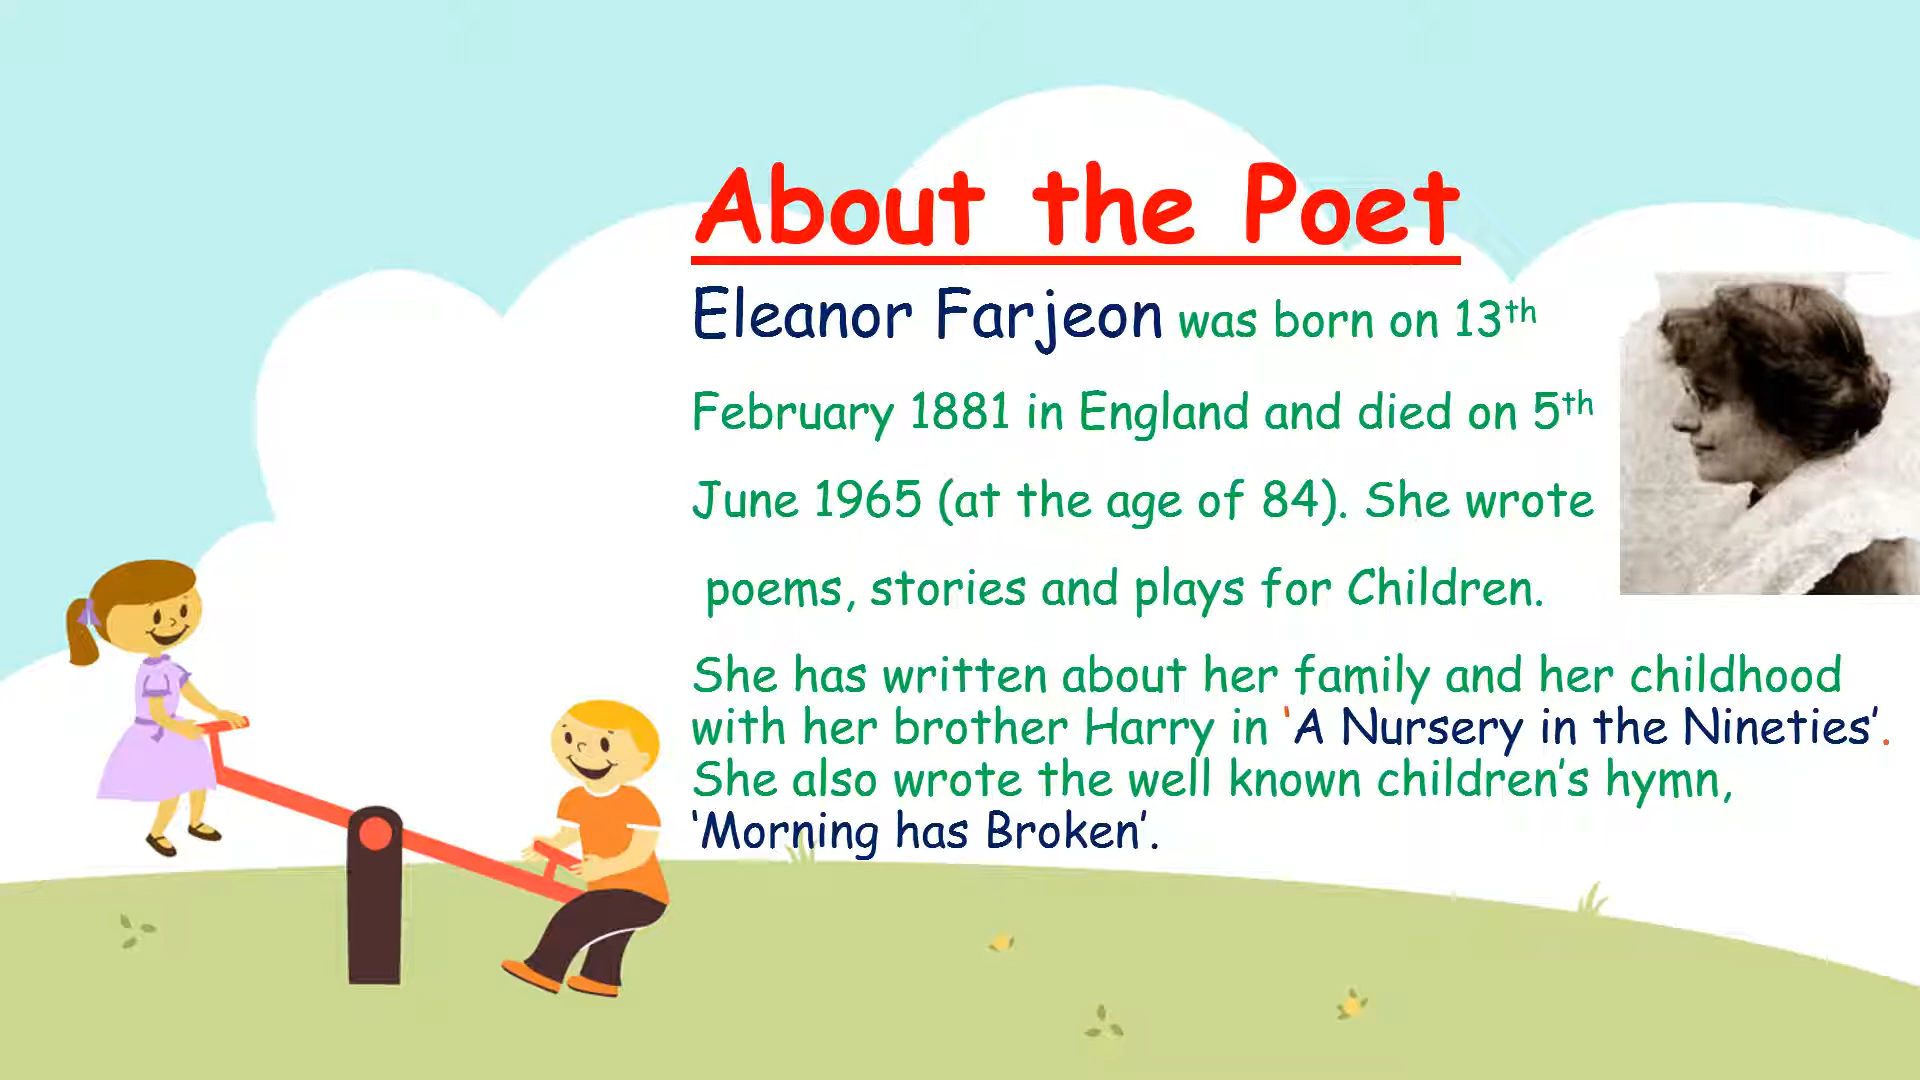 About the Poet
Eleanor Farjeon was born on 13th
February 1881 in England and died on 5th
June 1965 (at the age of 84). She wrote
poems, stories and plays for Children.
She has written about her family and her childhood
with her brother Harry in ‘A Nursery in the Nineties’.
She also wrote the well known children’s hymn,
‘Morning has Broken’.